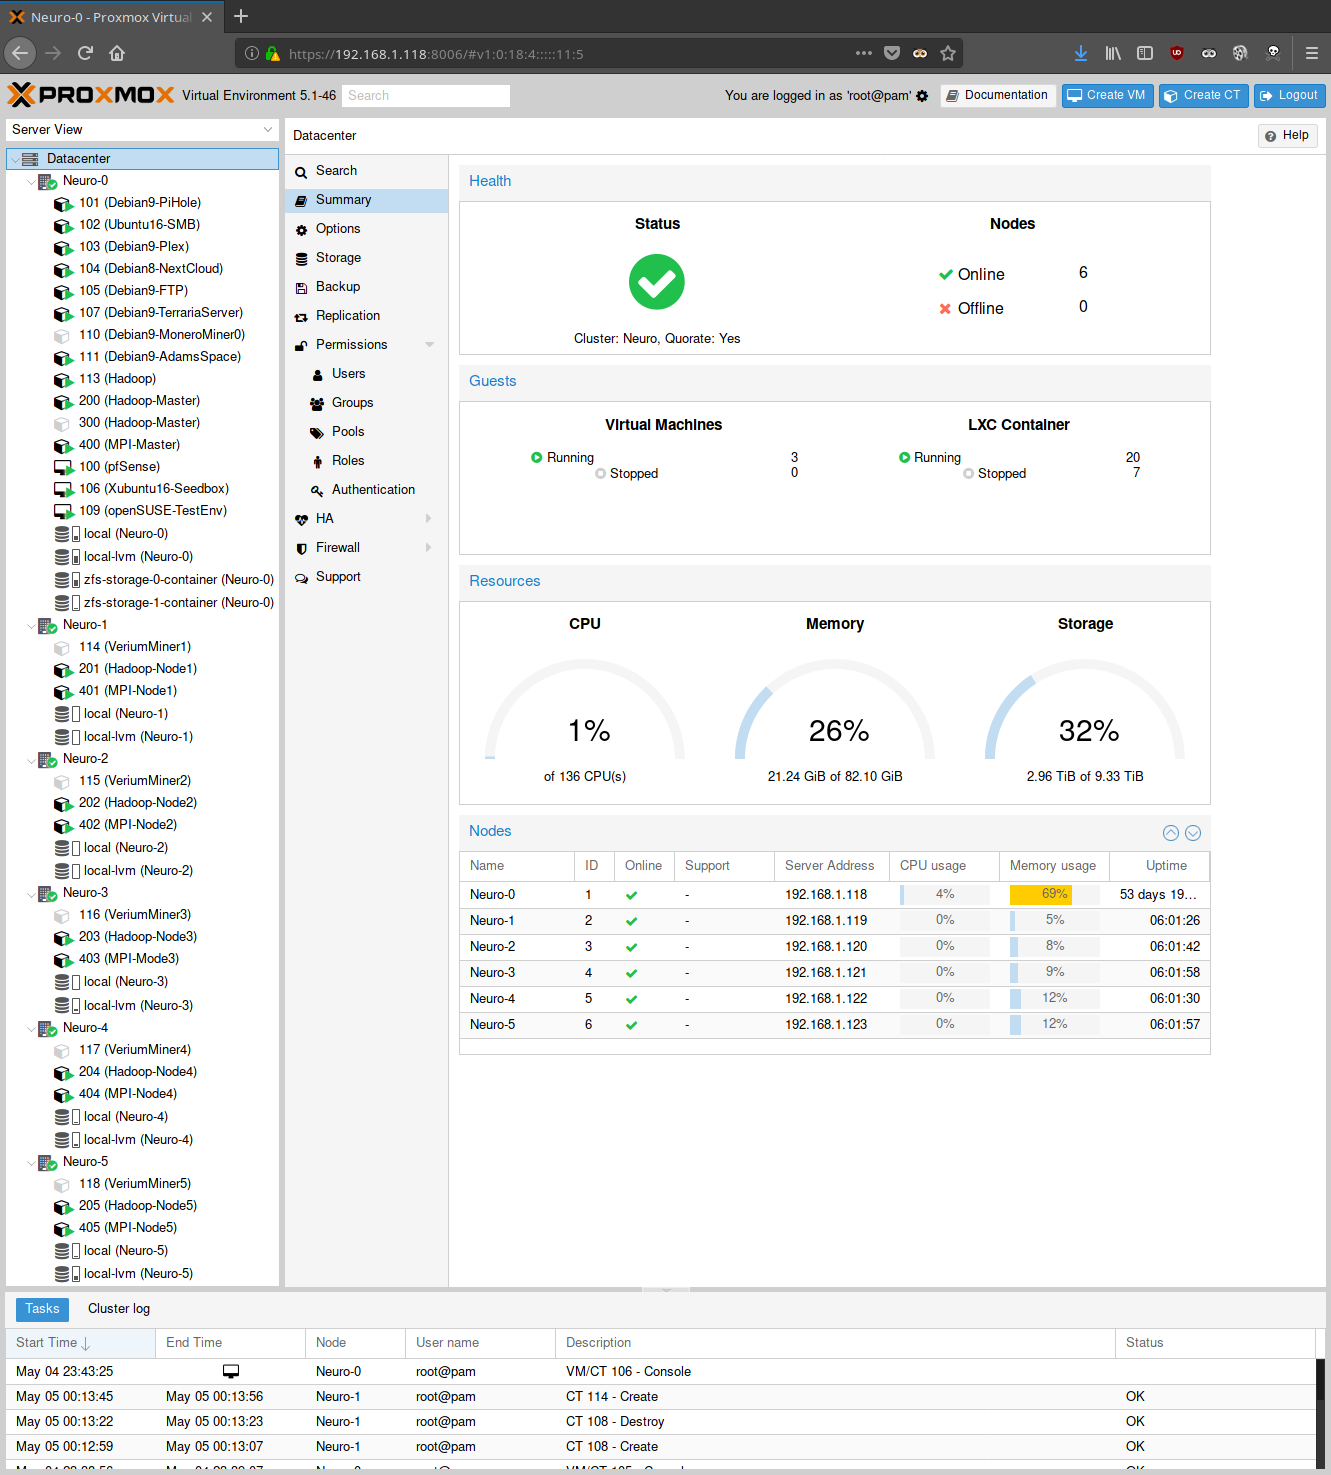 Neuro-0 - Proxmox Virtual
https://192.168.1.118:8006/#v1:0:18:4:::::11:5
PROXMOX Virtual Environment 5.1-46 Search You are logged in as 'root@pam' Documentation Create VM Create CT Logout
Server View
Datacenter
Neuro-0
101 (Debian9-PiHole)
102 (Ubuntu16-SMB)
103 (Debian9-Plex)
104 (Debian8-NextCloud)
105 (Debian9-FTP)
107 (Debian9-TerrariaServer)
110 (Debian9-MoneroMiner0)
111 (Debian9-AdamsSpace)
113 (Hadoop)
200 (Hadoop-Master)
300 (Hadoop-Master)
400 (MPI-Master)
100 (pfSense)
106 (Xubuntu16-Seedbox)
109 (openSUSE-TestEnv)
local (Neuro-0)
local-lvm (Neuro-0)
zfs-storage-0-container (Neuro-0)
zfs-storage-1-container (Neuro-0)
Neuro-1
114 (VeriumMiner1)
201 (Hadoop-Node1)
401 (MPI-Node1)
local (Neuro-1)
local-lvm (Neuro-1)
Neuro-2
115 (VeriumMiner2)
202 (Hadoop-Node2)
402 (MPI-Node2)
local (Neuro-2)
local-lvm (Neuro-2)
Neuro-3
116 (VeriumMiner3)
203 (Hadoop-Node3)
403 (MPI-Mode3)
local (Neuro-3)
local-lvm (Neuro-3)
Neuro-4
117 (VeriumMiner4)
204 (Hadoop-Node4)
404 (MPI-Node4)
local (Neuro-4)
local-lvm (Neuro-4)
Neuro-5
118 (VeriumMiner5)
205 (Hadoop-Node5)
405 (MPI-Node5)
local (Neuro-5)
local-lvm (Neuro-5)
Datacenter Help
Search
Summary
Options
Storage
Backup
Replication
Permissions
Users
Groups
Pools
Roles
Authentication
HA
Firewall
Support
Health
Status Nodes
Online 6
Offline 0
Cluster: Neuro, Quorate: Yes
Guests
Virtual Machines LXC Container
Running 3 Running 20
Stopped 0 Stopped 7
Resources
CPU Memory Storage
1% 26% 32%
of 136 CPU(s) 21.24 GiB of 82.10 GiB 2.96 TiB of 9.33 TiB
Nodes
Name ID Online Support Server Address CPU usage Memory usage Uptime
Neuro-0 1 - 192.168.1.118 4% 69% 53 days 19...
Neuro-1 2 - 192.168.1.119 0% 5% 06:01:26
Neuro-2 3 - 192.168.1.120 0% 8% 06:01:42
Neuro-3 4 - 192.168.1.121 0% 9% 06:01:58
Neuro-4 5 - 192.168.1.122 0% 12% 06:01:30
Neuro-5 6 - 192.168.1.123 0% 12% 06:01:57
Tasks Cluster log
Start Time End Time Node User name Description Status
May 04 23:43:25 Neuro-0 root@pam VM/CT 106 - Console
May 05 00:13:45 May 05 00:13:56 Neuro-1 root@pam CT 114 - Create OK
May 05 00:13:22 May 05 00:13:23 Neuro-1 root@pam CT 108 - Destroy OK
May 05 00:12:59 May 05 00:13:07 Neuro-1 root@pam CT 108 - Create OK